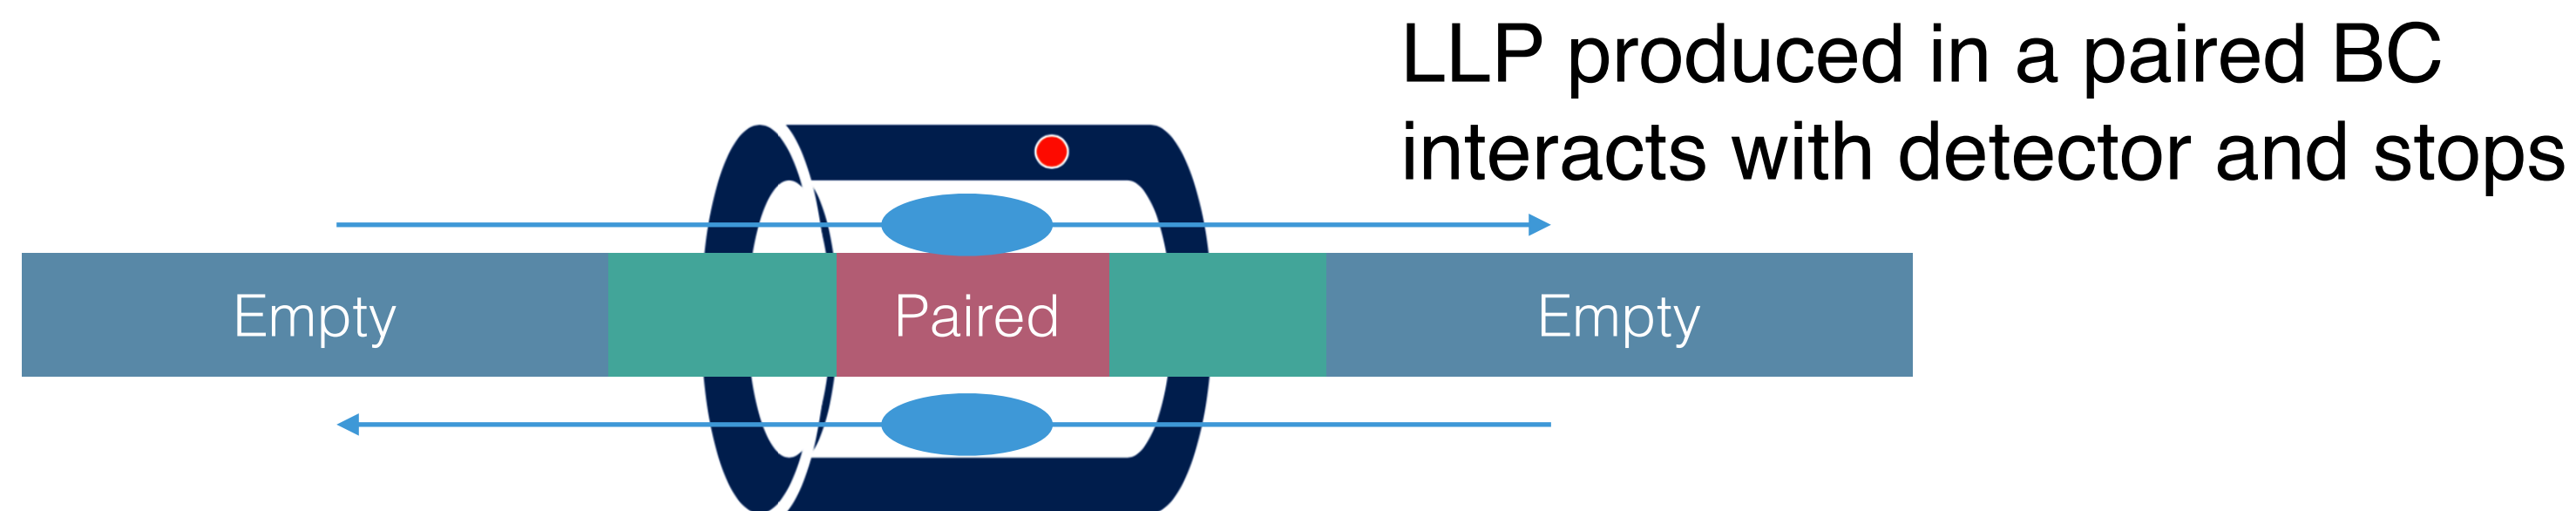 LLP produced in a paired BC
interacts with detector and stops
Empty
Paired
Empty